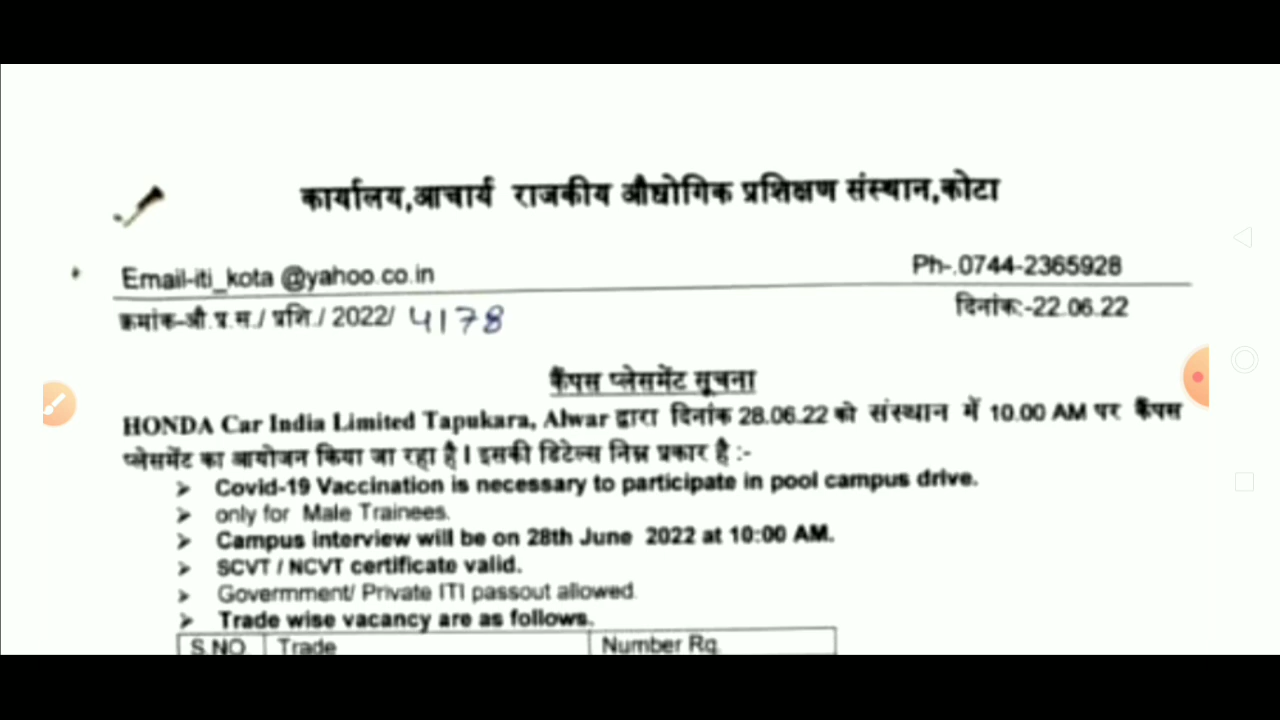 कार्यालय,आचार्य राजकीय औद्योगिक प्रशिक्षण संस्थान,कोटा
Email-iti_kota @yahoo.co.in Ph-.0744-2365928
क्रमांक-औ.प्र.स./ प्रशि./ 2022/ 4178 दिनांक:-22.06.22
कैंपस प्लेसमेंट सूचना
HONDA Car India Limited Tapukara, Alwar द्वारा दिनांक 28.06.22 को संस्थान में 10.00 AM पर कैंपस
प्लेसमेंट का आयोजन किया जा रहा है । इसकी डिटेल्स निम्न प्रकार है :-
➢ Covid-19 Vaccination is necessary to participate in pool campus drive.
➢ only for Male Trainees.
➢ Campus interview will be on 28th June 2022 at 10:00 AM.
➢ SCVT / NCVT certificate valid.
➢ Government/ Private ITI passout allowed.
➢ Trade wise vacancy are as follows.
S.NO Trade Number Rq.